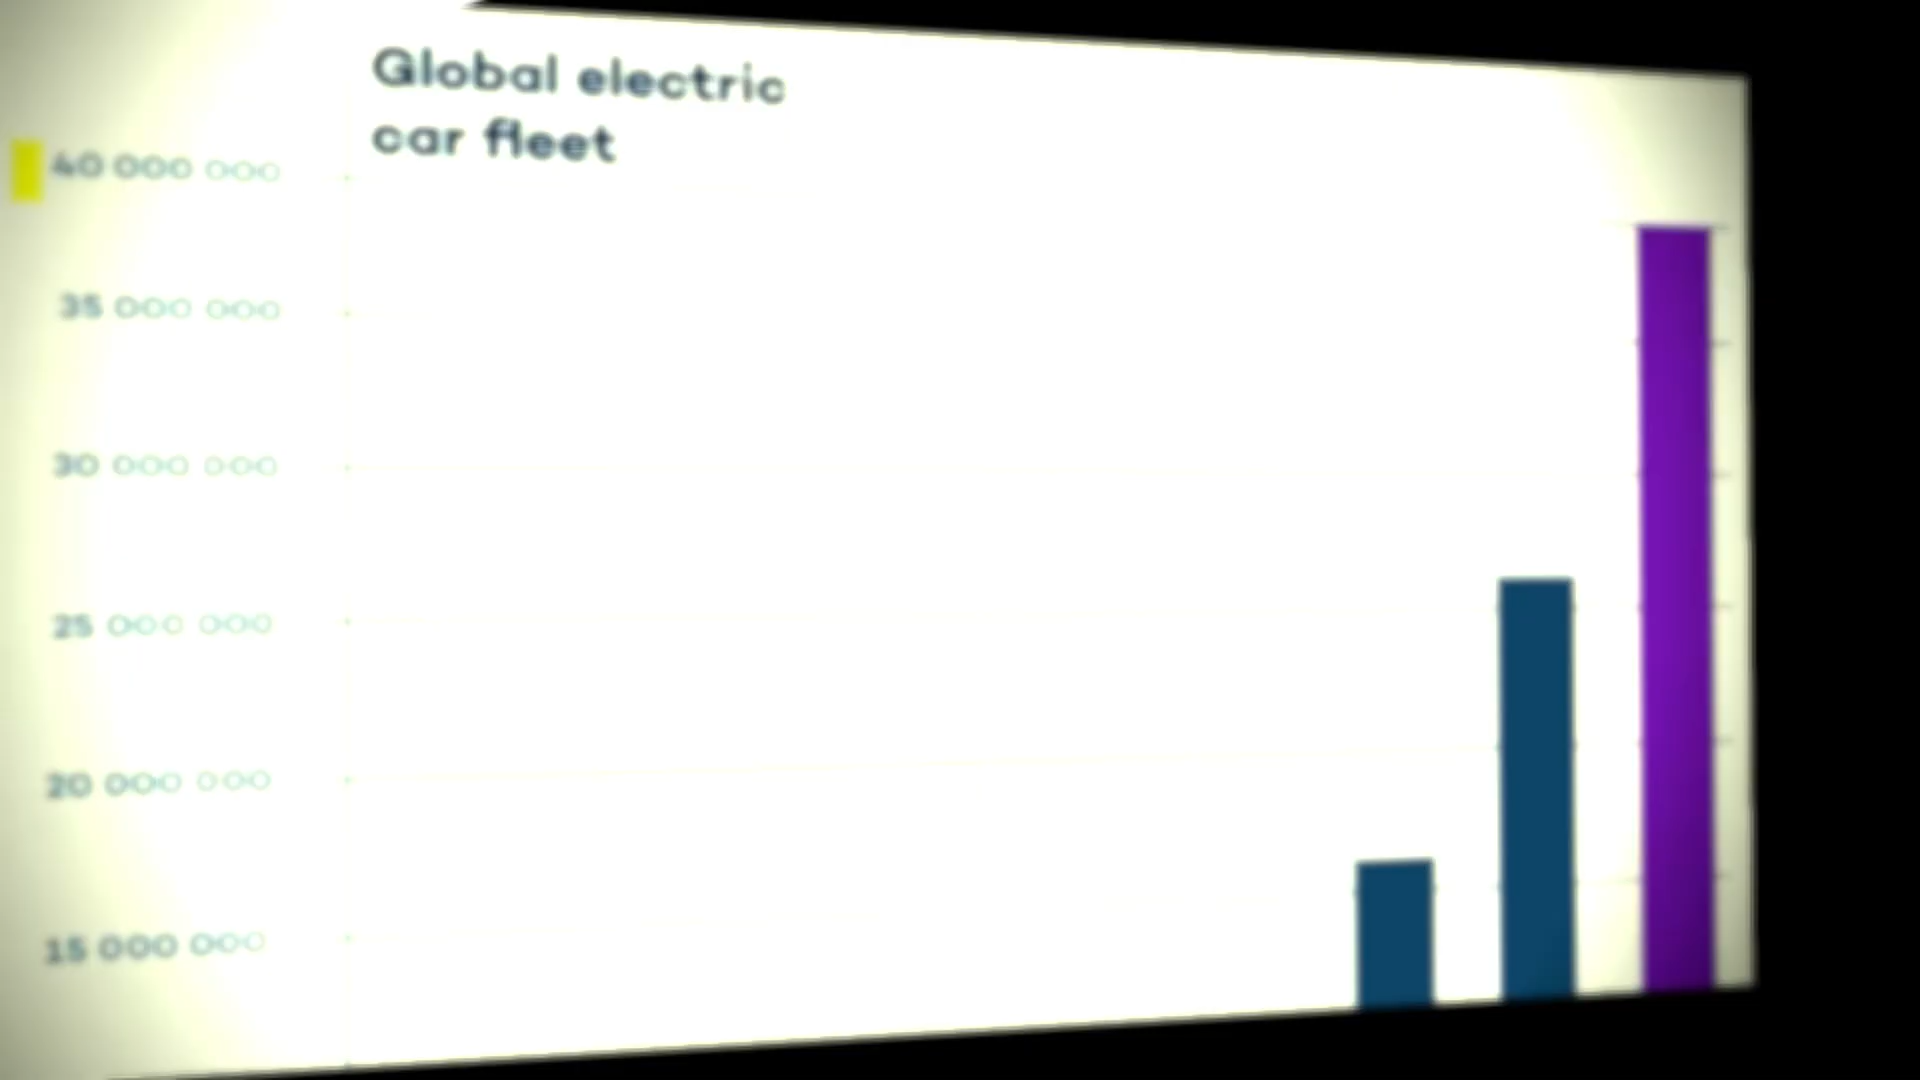 Global electric
car fleet
40 000 000
35 000 000
30 000 000
25 000 000
20 000 000
15 000 000